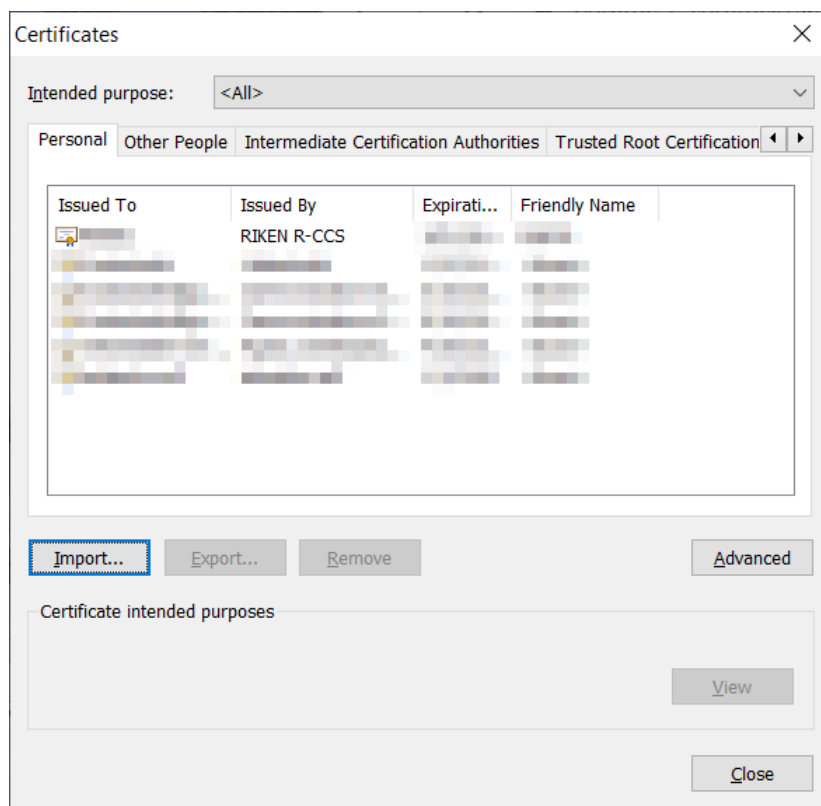 Certificates
Intended purpose: <All>
Personal Other People Intermediate Certification Authorities Trusted Root Certification
Issued To Issued By Expirati... Friendly Name
RIKEN R-CCS
Import... Export... Remove Advanced
Certificate intended purposes
View
Close